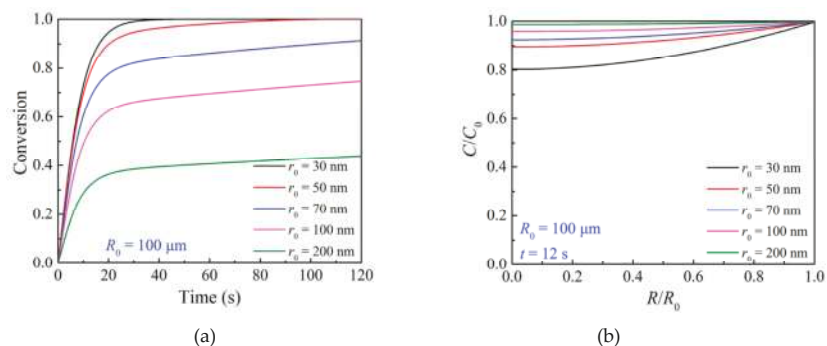 1.0
0.8
0.6
0.4
0.2
0.0
Conversion
r₀ = 30 nm
r₀ = 50 nm
r₀ = 70 nm
r₀ = 100 nm
r₀ = 200 nm
R₀ = 100 μm
0 20 40 60 80 100 120
Time (s)
(a)
1.0
0.8
0.6
0.4
0.2
0.0
C/C₀
r₀ = 30 nm
r₀ = 50 nm
r₀ = 70 nm
r₀ = 100 nm
r₀ = 200 nm
R₀ = 100 μm
t = 12 s
0.0 0.2 0.4 0.6 0.8 1.0
R/R₀
(b)